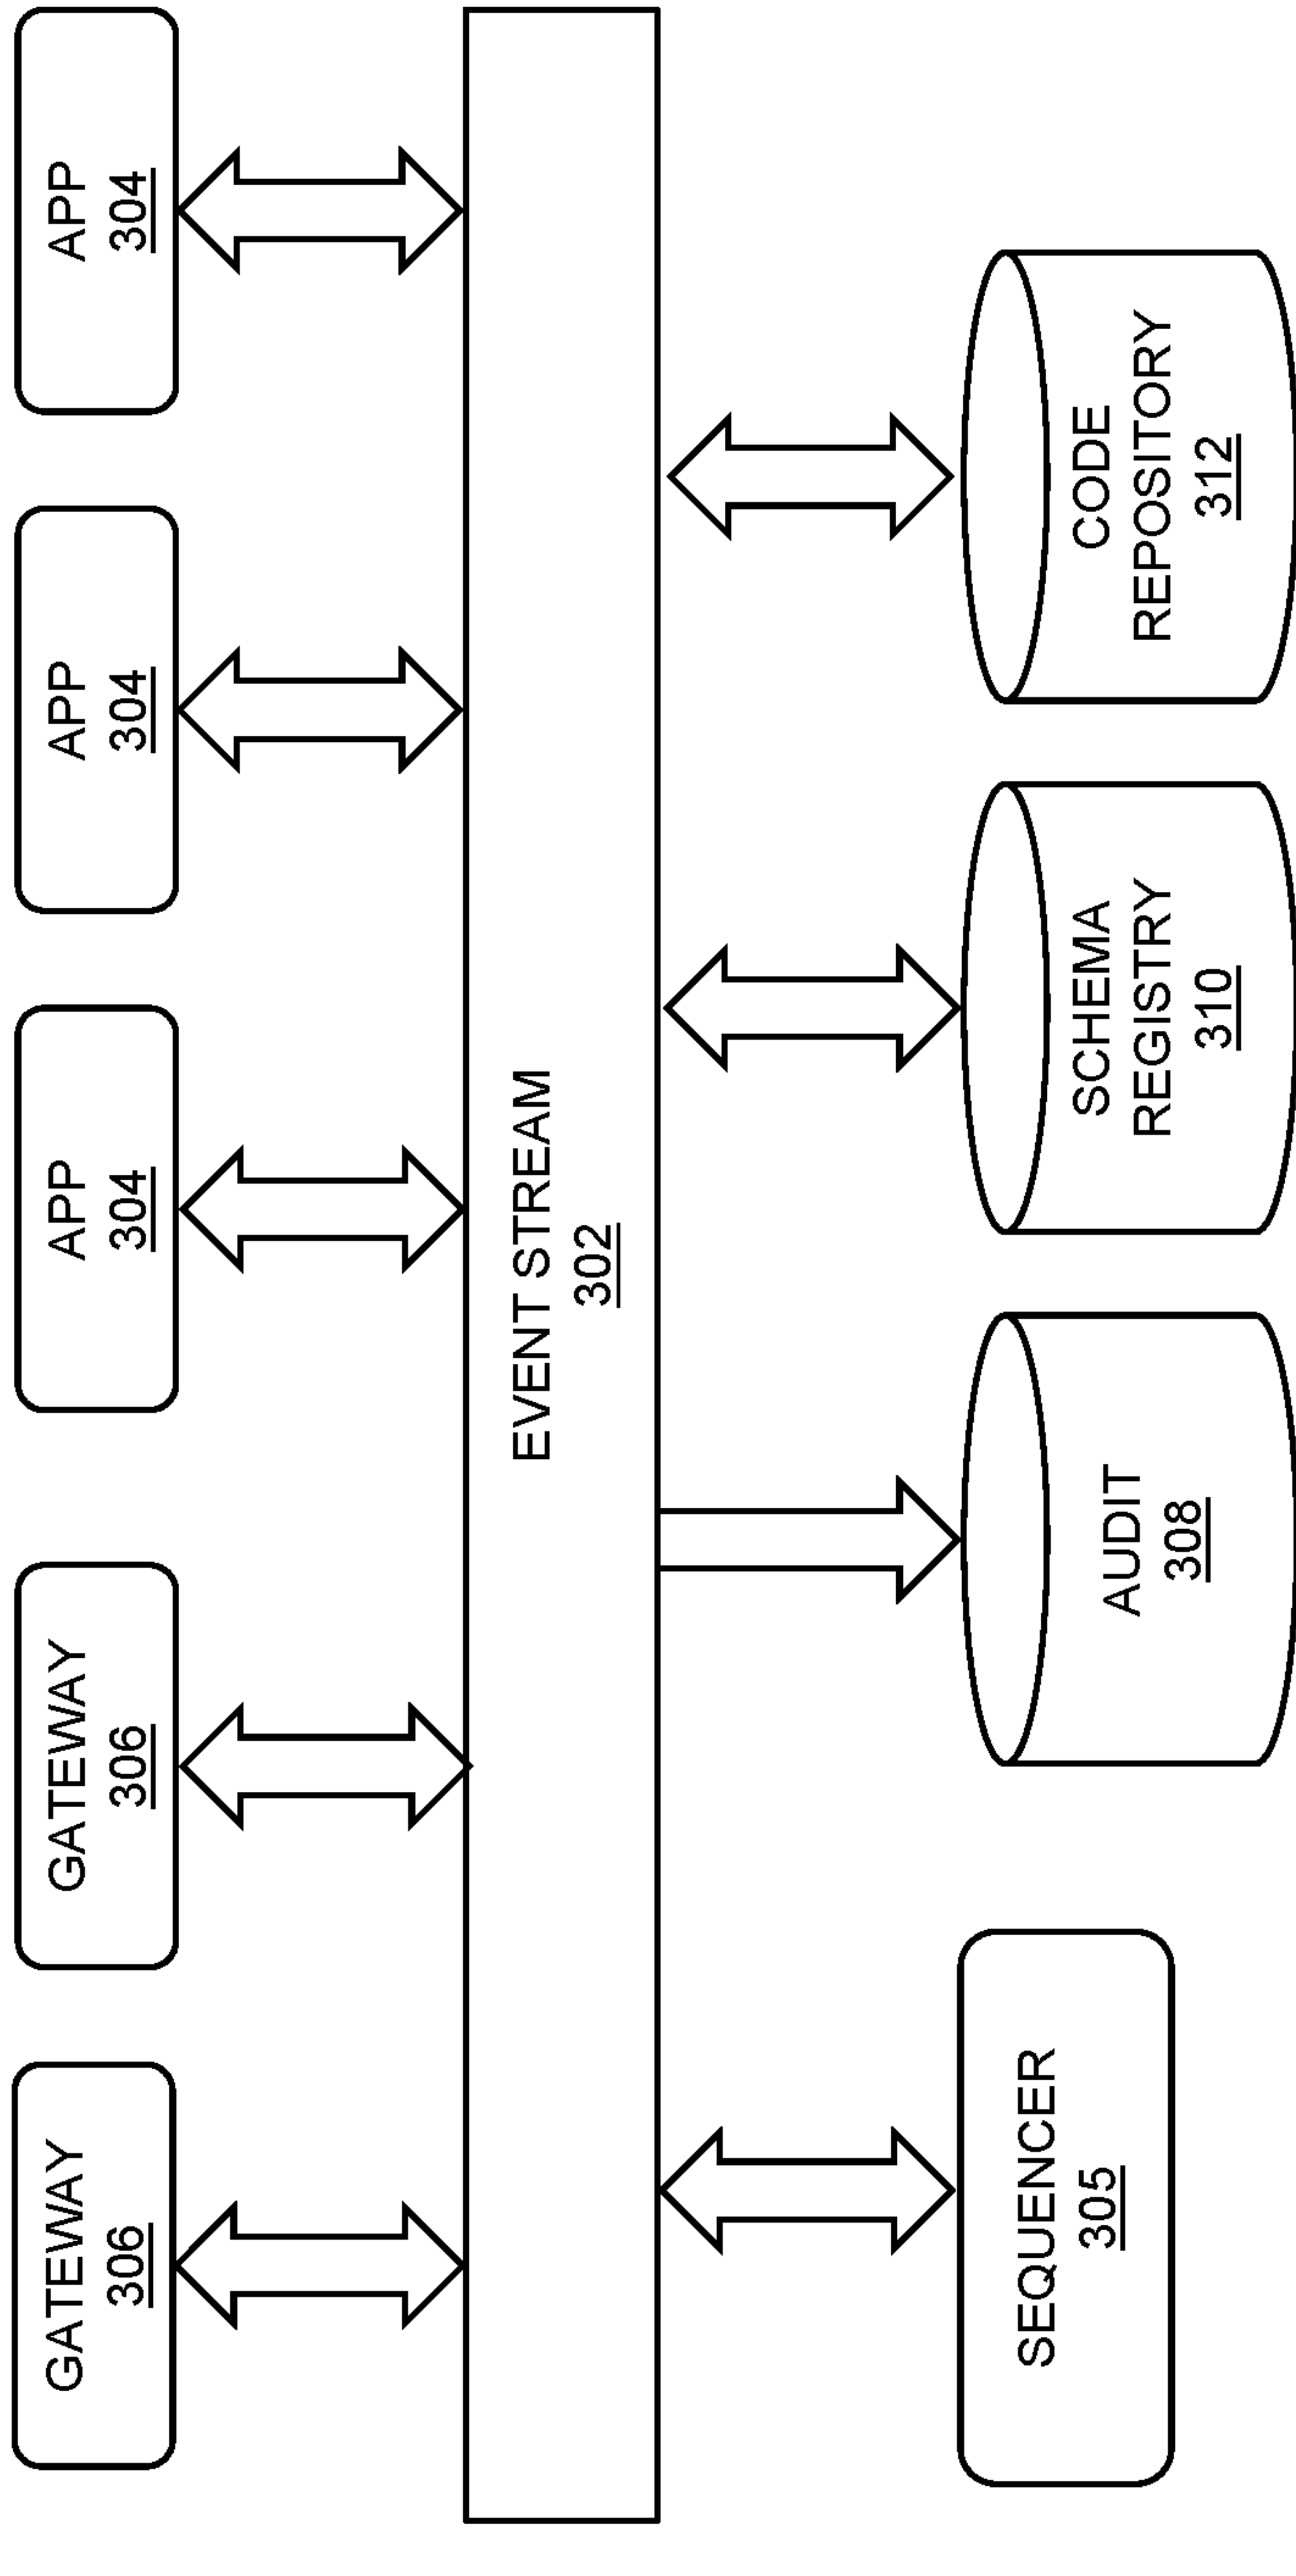 GATEWAY
306
GATEWAY
306
APP
304
APP
304
APP
304
EVENT STREAM
302
SEQUENCER
305
AUDIT
308
SCHEMA
REGISTRY
310
CODE
REPOSITORY
312